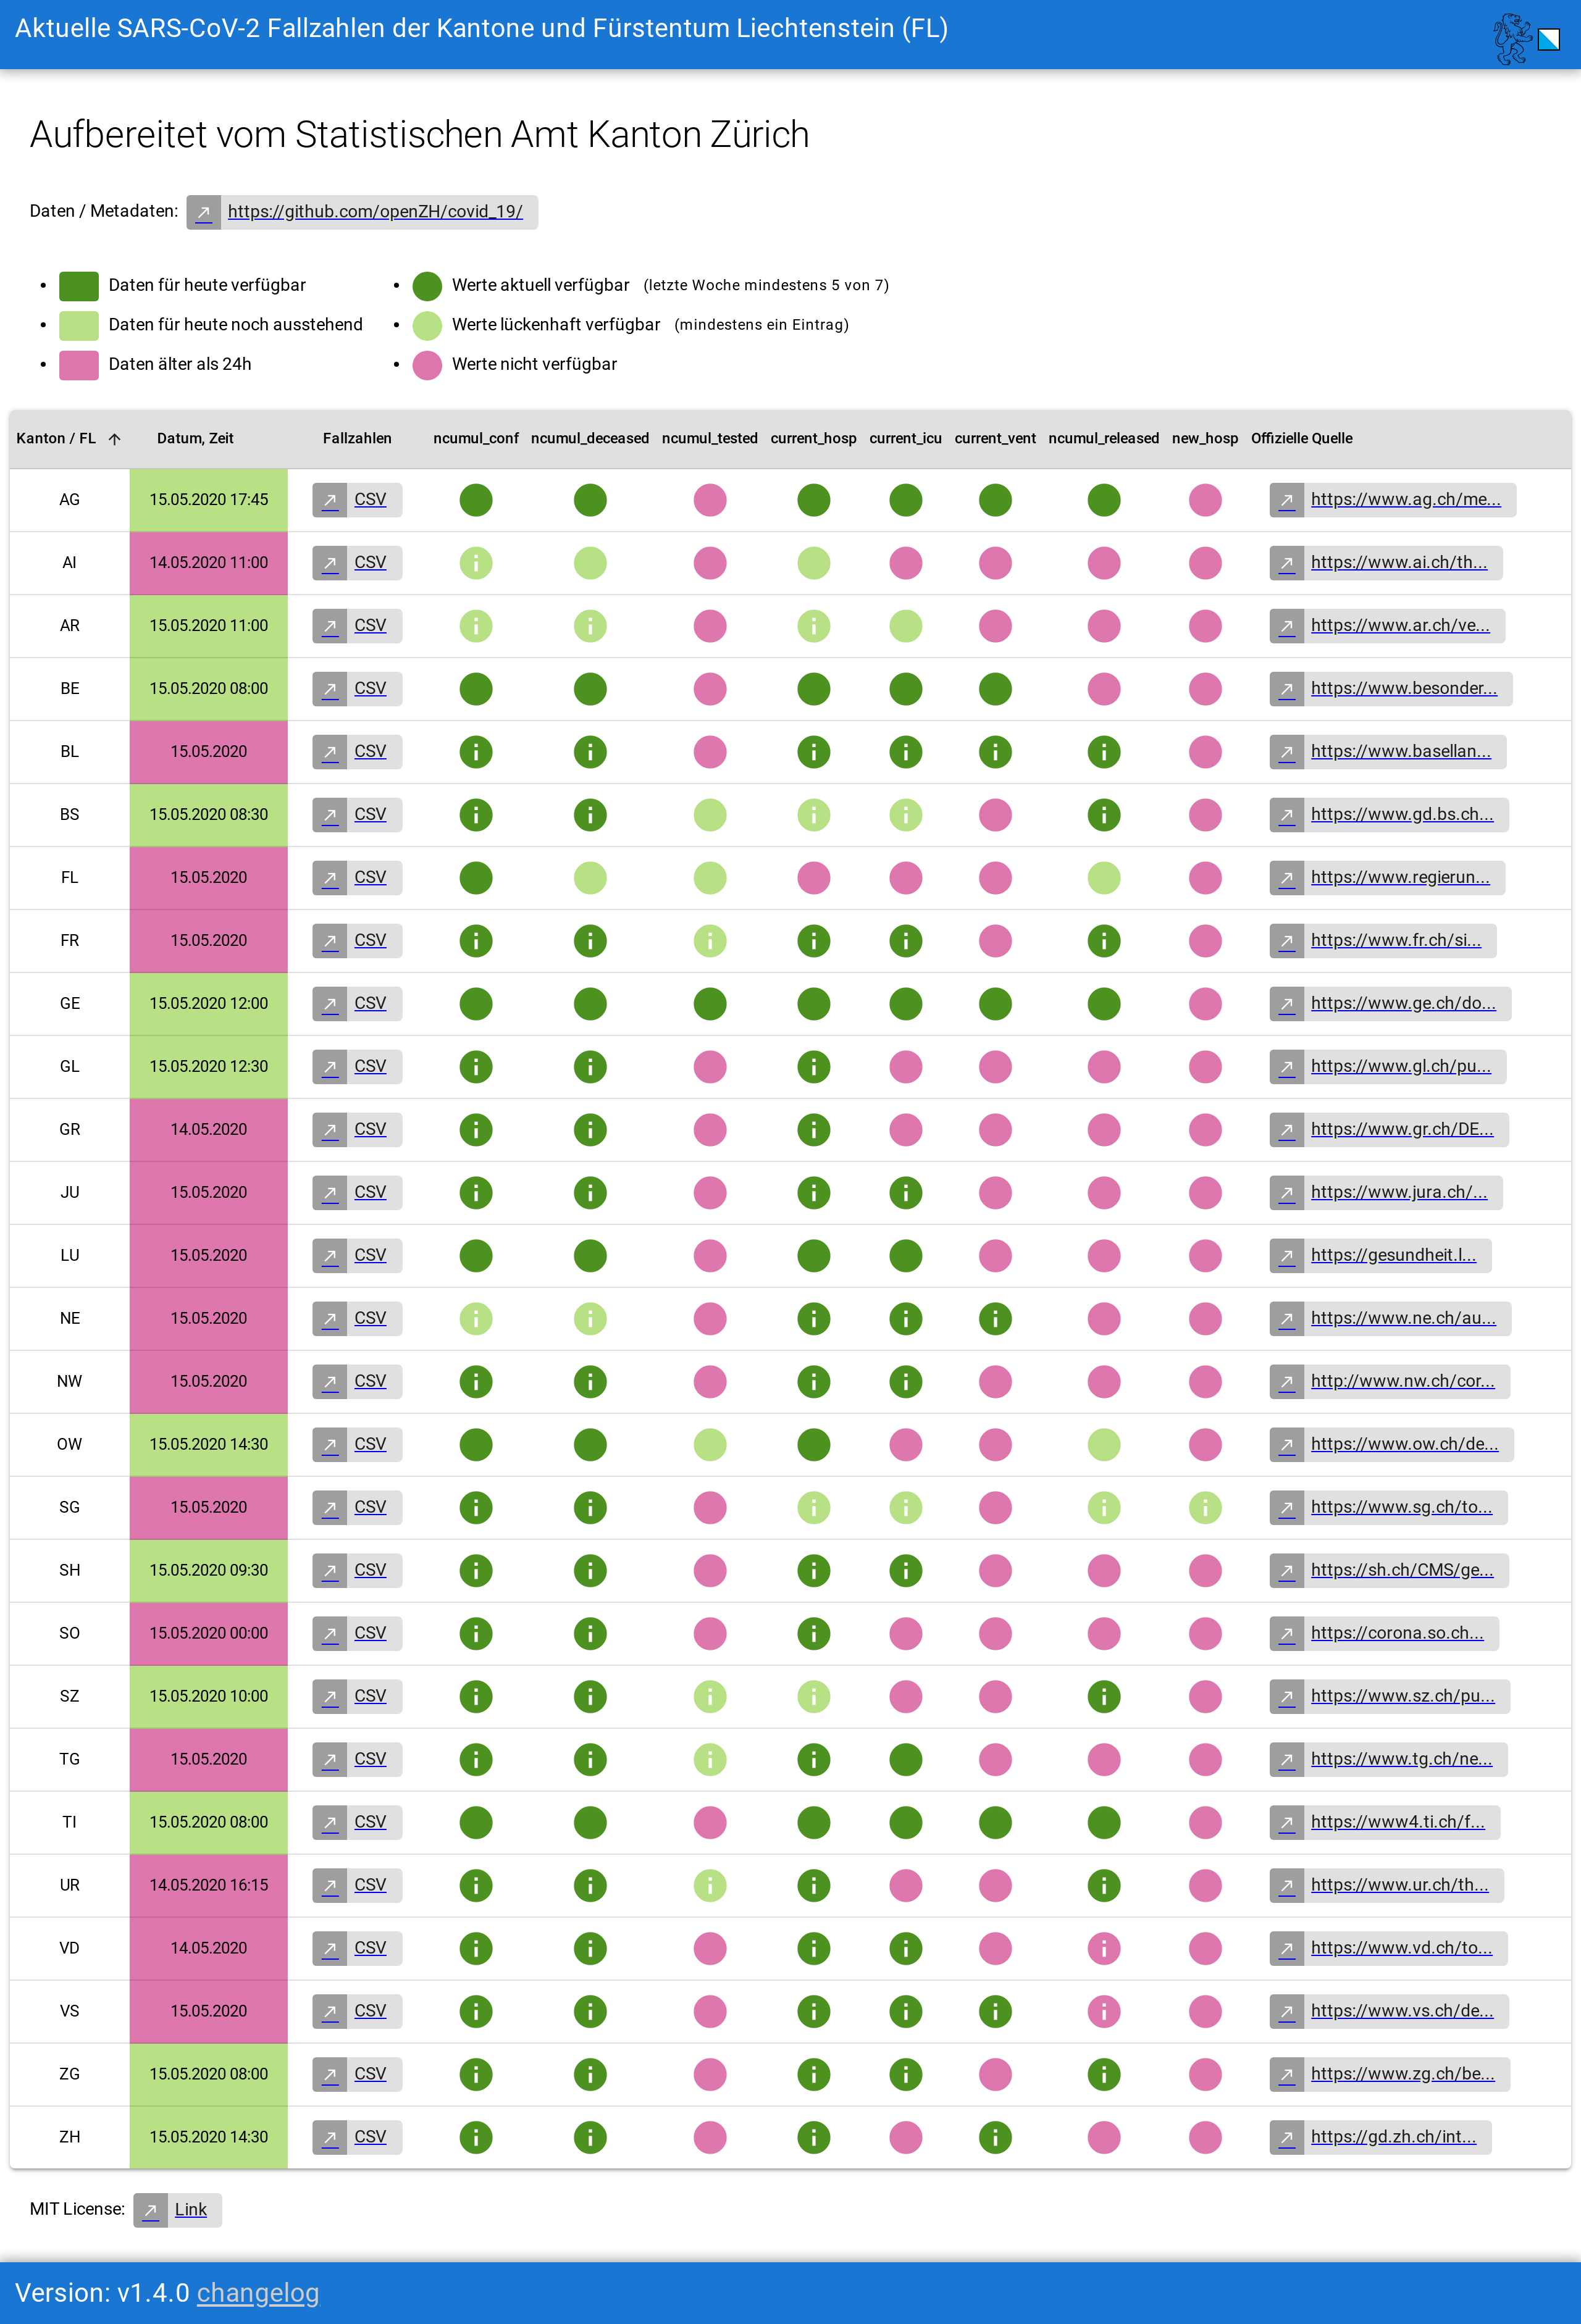 Aktuelle SARS-CoV-2 Fallzahlen der Kantone und Fürstentum Liechtenstein (FL)
Aufbereitet vom Statistischen Amt Kanton Zürich
Daten / Metadaten: https://github.com/openZH/covid_19/
Daten für heute verfügbar Werte aktuell verfügbar (letzte Woche mindestens 5 von 7)
Daten für heute noch ausstehend Werte lückenhaft verfügbar (mindestens ein Eintrag)
Daten älter als 24h Werte nicht verfügbar
Kanton / FL Datum, Zeit Fallzahlen ncumul_conf ncumul_deceased ncumul_tested current_hosp current_icu current_vent ncumul_released new_hosp Offizielle Quelle
AG 15.05.2020 17:45 CSV https://www.ag.ch/me...
AI 14.05.2020 11:00 CSV https://www.ai.ch/th...
AR 15.05.2020 11:00 CSV https://www.ar.ch/ve...
BE 15.05.2020 08:00 CSV https://www.besonder...
BL 15.05.2020 CSV https://www.basellan...
BS 15.05.2020 08:30 CSV https://www.gd.bs.ch...
FL 15.05.2020 CSV https://www.regierun...
FR 15.05.2020 CSV https://www.fr.ch/si...
GE 15.05.2020 12:00 CSV https://www.ge.ch/do...
GL 15.05.2020 12:30 CSV https://www.gl.ch/pu...
GR 14.05.2020 CSV https://www.gr.ch/DE...
JU 15.05.2020 CSV https://www.jura.ch/...
LU 15.05.2020 CSV https://gesundheit.l...
NE 15.05.2020 CSV https://www.ne.ch/au...
NW 15.05.2020 CSV http://www.nw.ch/cor...
OW 15.05.2020 14:30 CSV https://www.ow.ch/de...
SG 15.05.2020 CSV https://www.sg.ch/to...
SH 15.05.2020 09:30 CSV https://sh.ch/CMS/ge...
SO 15.05.2020 00:00 CSV https://corona.so.ch...
SZ 15.05.2020 10:00 CSV https://www.sz.ch/pu...
TG 15.05.2020 CSV https://www.tg.ch/ne...
TI 15.05.2020 08:00 CSV https://www4.ti.ch/f...
UR 14.05.2020 16:15 CSV https://www.ur.ch/th...
VD 14.05.2020 CSV https://www.vd.ch/to...
VS 15.05.2020 CSV https://www.vs.ch/de...
ZG 15.05.2020 08:00 CSV https://www.zg.ch/be...
ZH 15.05.2020 14:30 CSV https://gd.zh.ch/int...
MIT License: Link
Version: v1.4.0 changelog